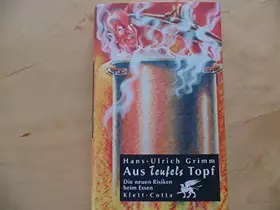 Hans-Ulrich Grimm
Aus Teufels Topf
Die neuen Risiken
beim Essen
Klett-Cotta